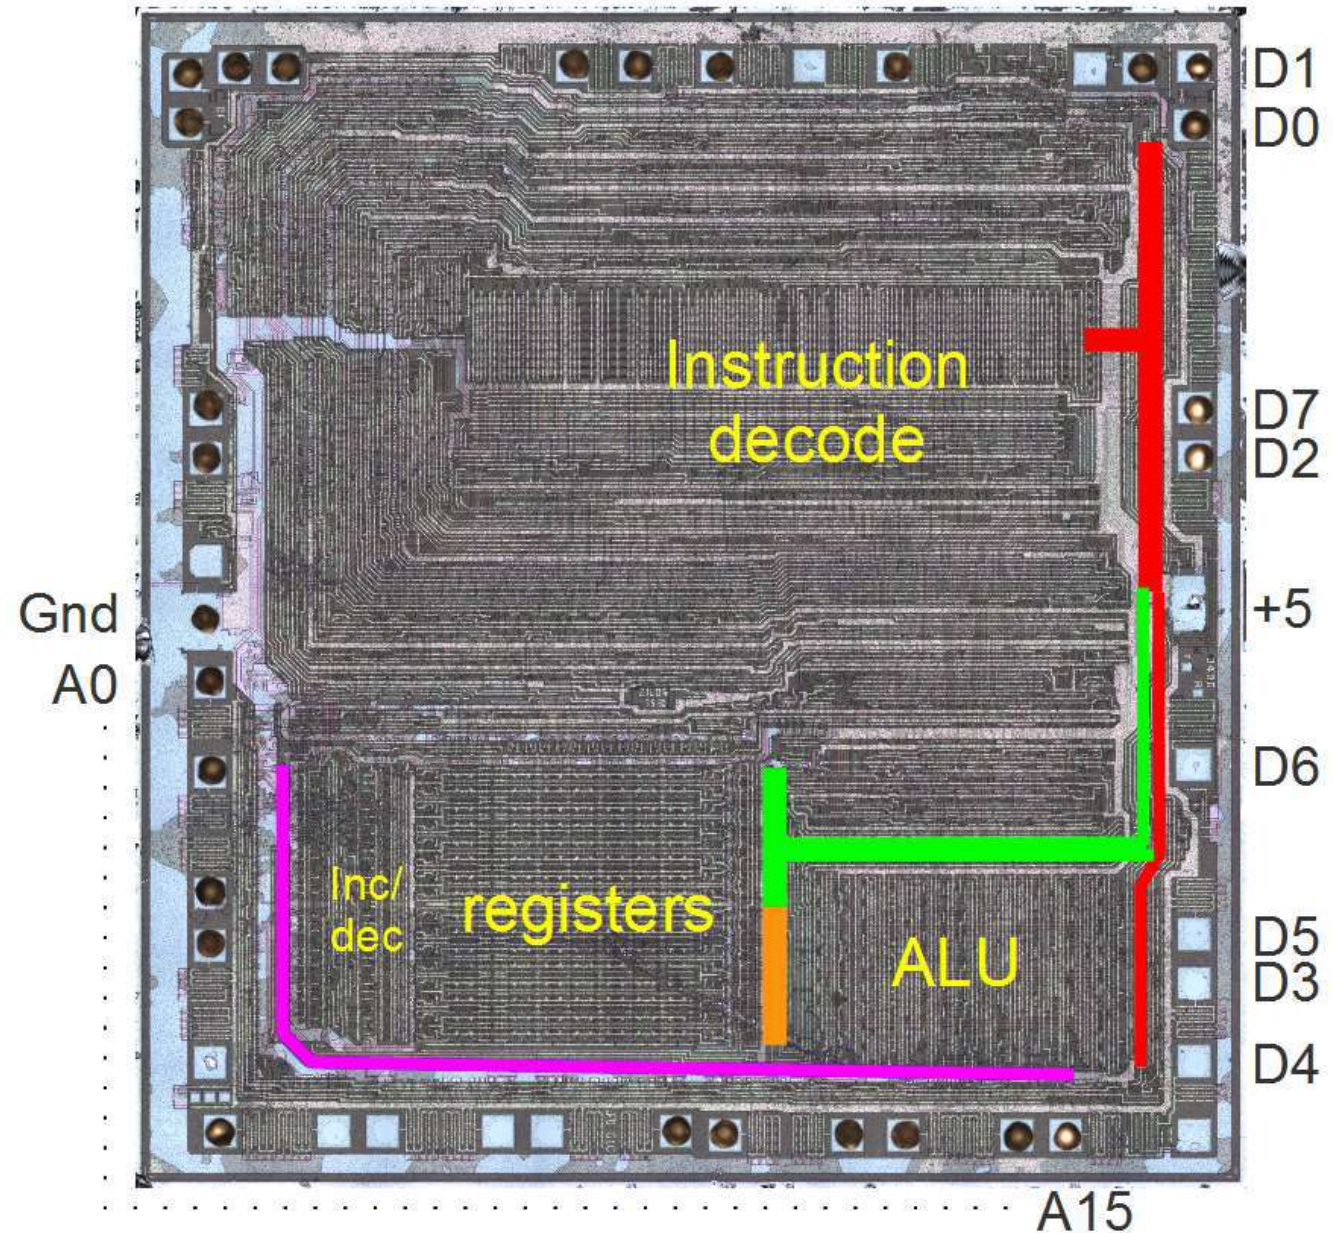 D1
D0
Instruction
decode
D7
D2
Gnd
+5
A0
D6
Inc/
dec
registers
ALU
D5
D3
D4
A15